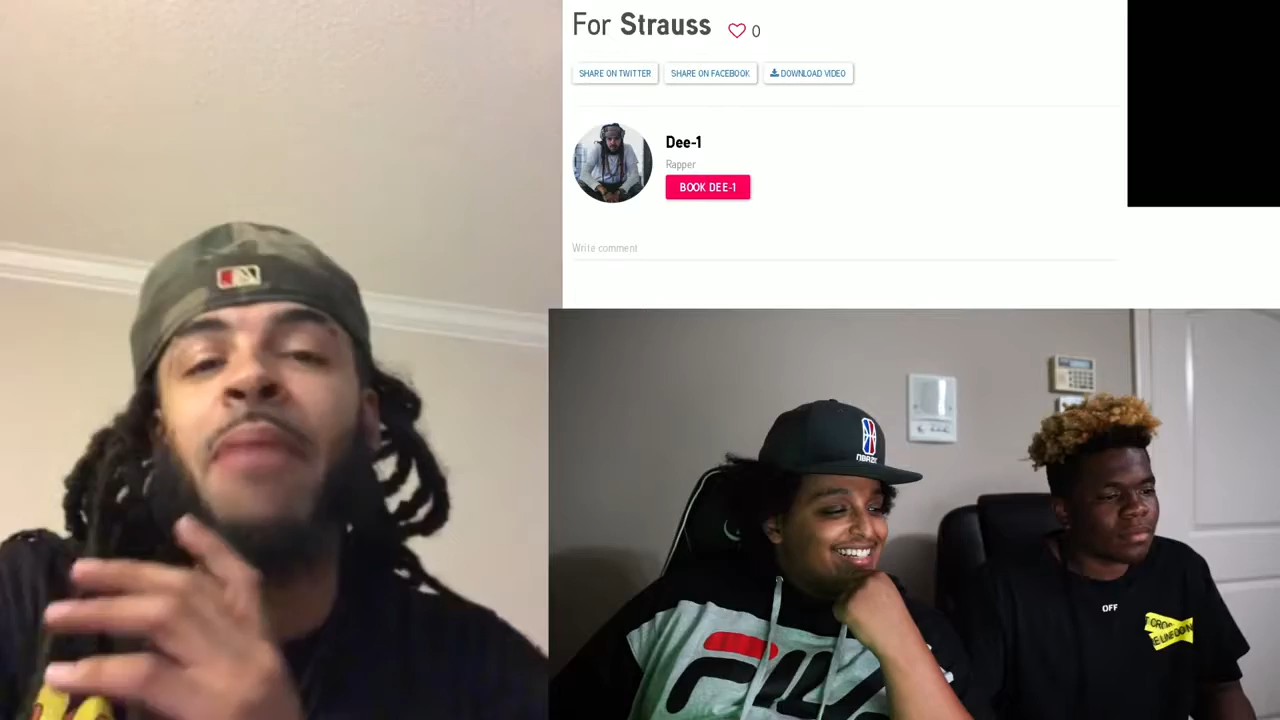 For Strauss 0
SHARE ON TWITTER SHARE ON FACEBOOK DOWNLOAD VIDEO
Dee-1
Rapper
BOOK DEE-1
Write comment
FILA
OFF